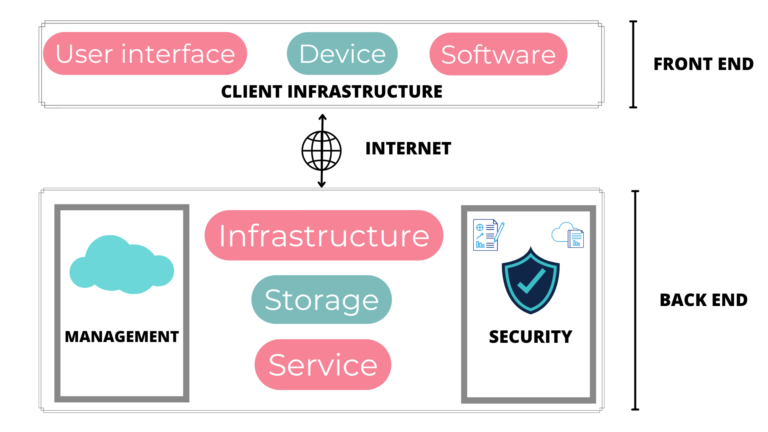 User interface
Device
Software
CLIENT INFRASTRUCTURE
FRONT END
INTERNET
Infrastructure
Storage
Service
MANAGEMENT
SECURITY
BACK END